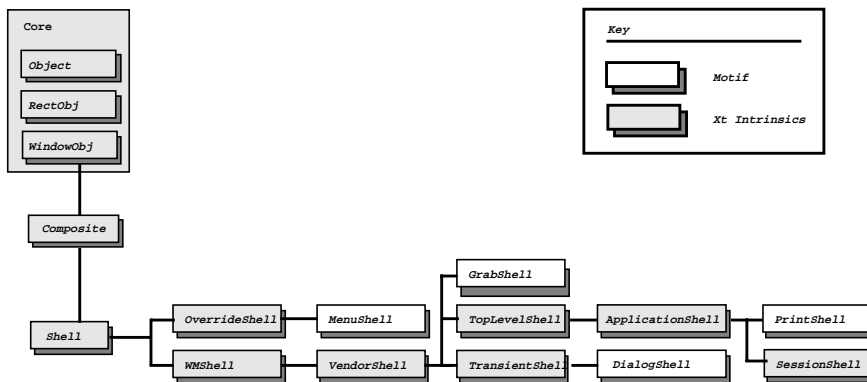 Core
Object
RectObj
WindowObj
Key
Motif
Xt Intrinsics
Composite
GrabShell
OverrideShell
MenuShell
TopLevelShell
ApplicationShell
PrintShell
Shell
WMShell
VendorShell
TransientShell
DialogShell
SessionShell